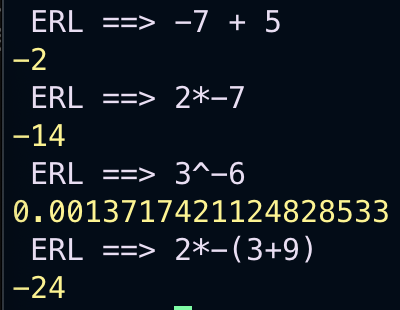 ERL ==> -7 + 5
-2
ERL ==> 2*-7
-14
ERL ==> 3^-6
0.0013717421124828533
ERL ==> 2*-(3+9)
-24